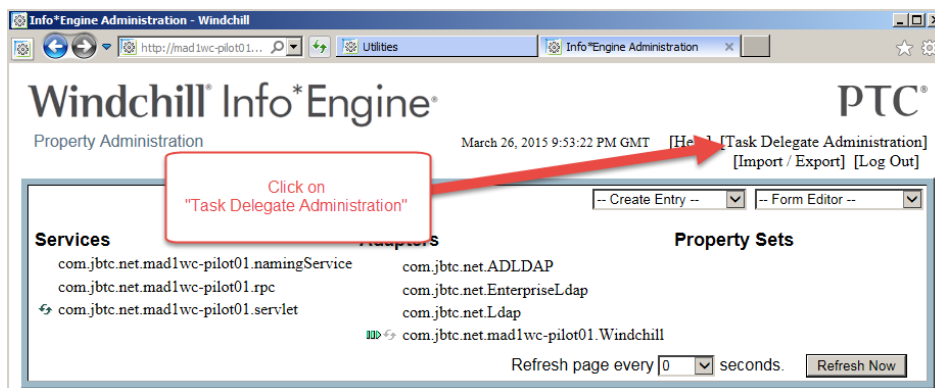 Info*Engine Administration - Windchill
http://mad1wc-pilot01...
Utilities
Info*Engine Administration
Windchill® Info*Engine®
PTC®
Property Administration
March 26, 2015 9:53:22 PM GMT
[Task Delegate Administration]
[Import / Export] [Log Out]
Click on
"Task Delegate Administration"
-- Create Entry --
-- Form Editor --
Services
com.jbtc.net.mad1wc-pilot01.namingService
com.jbtc.net.mad1wc-pilot01.rpc
com.jbtc.net.mad1wc-pilot01.servlet
Adaptors
com.jbtc.net.ADLDAP
com.jbtc.net.EnterpriseLdap
com.jbtc.net.Ldap
com.jbtc.net.mad1wc-pilot01.Windchill
Property Sets
Refresh page every 0 seconds. Refresh Now